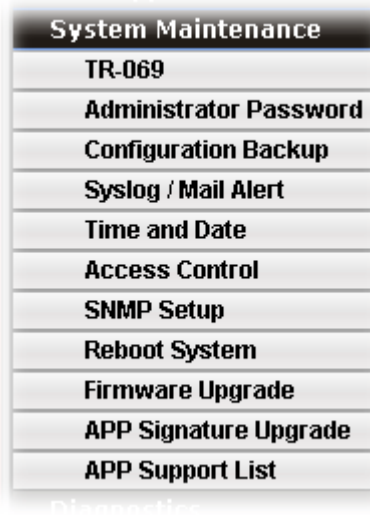 System Maintenance
TR-069
Administrator Password
Configuration Backup
Syslog / Mail Alert
Time and Date
Access Control
SNMP Setup
Reboot System
Firmware Upgrade
APP Signature Upgrade
APP Support List
Diagnostics